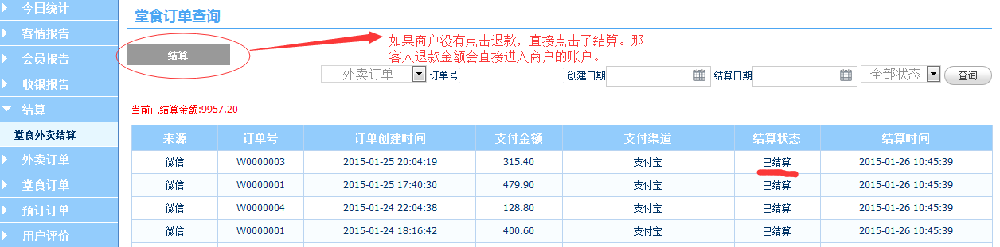 今日统计
客情报告
会员报告
收银报告
结算
堂食外卖结算
外卖订单
堂食订单
预订订单
用户评价
堂食订单查询
结算
如果商户没有点击退款，直接点击了结算。那
客人退款金额会直接进入商户的账户。
外卖订单 订单号 创建日期 结算日期 全部状态 查询
当前已结算金额:9957.20
来源 订单号 订单创建时间 支付金额 支付渠道 结算状态 结算时间
微信 W0000003 2015-01-25 20:04:19 315.40 支付宝 已结算 2015-01-26 10:45:39
微信 W0000001 2015-01-25 17:40:30 479.90 支付宝 已结算 2015-01-26 10:45:39
微信 W0000004 2015-01-24 22:04:38 128.80 支付宝 已结算 2015-01-26 10:45:39
微信 W0000001 2015-01-24 18:16:42 400.60 支付宝 已结算 2015-01-26 10:45:39